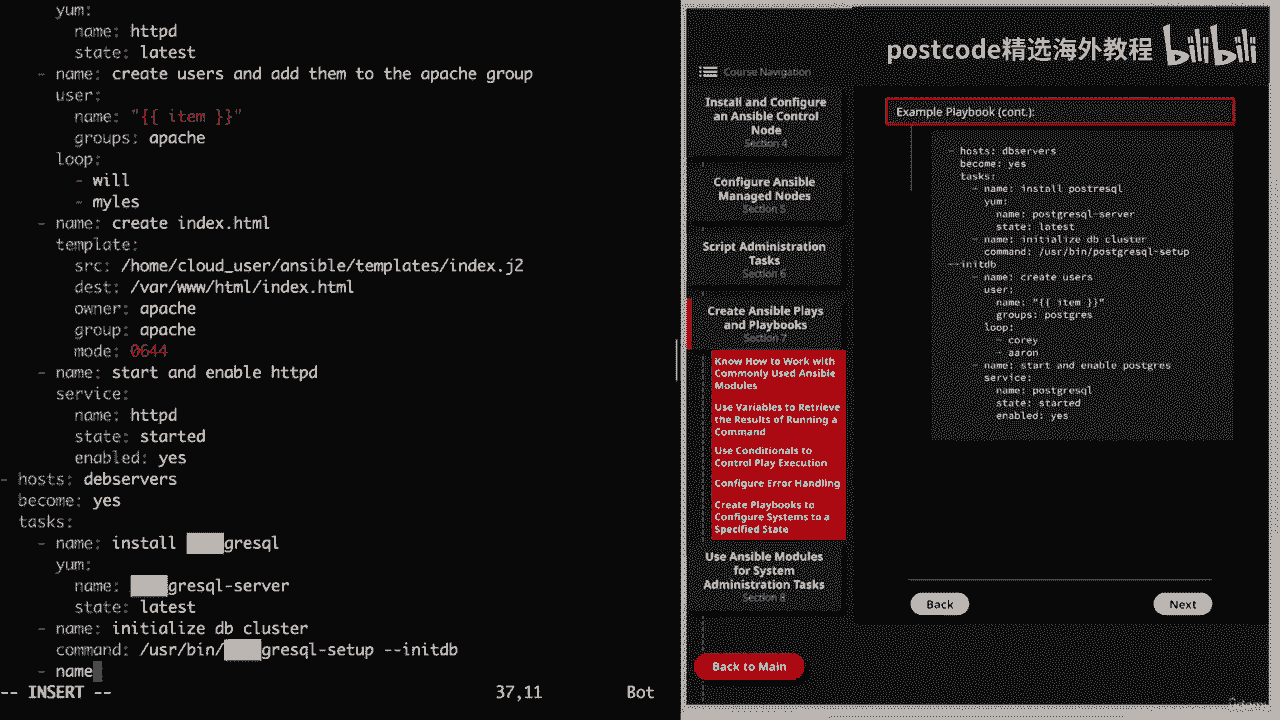 yum:
name: httpd
state: latest
- name: create users and add them to the apache group
user:
name: "{{ item }}"
groups: apache
loop:
- will
- myles
- name: create index.html
template:
src: /home/cloud_user/ansible/templates/index.j2
dest: /var/www/html/index.html
owner: apache
group: apache
mode: 0644
- name: start and enable httpd
service:
name: httpd
state: started
enabled: yes
- hosts: debservers
become: yes
tasks:
- name: install gresql
yum:
name: gresql-server
state: latest
- name: initialize db cluster
command: /usr/bin/ gresql-setup --initdb
- name
-- INSERT --
37,11
Bot
postcode精选海外教程 bilibili
Course Navigation
Install and Configure
an Ansible Control
Node
Section 4
Configure Ansible
Managed Nodes
Section 5
Script Administration
Tasks
Section 6
Create Ansible Plays
and Playbooks
Section 7
Know How to Work with
Commonly Used Ansible
Modules
Use Variables to Retrieve
the Results of Running a
Command
Use Conditionals to
Control Play Execution
Configure Error Handling
Create Playbooks to
Configure Systems to a
Specified State
Use Ansible Modules
for System
Administration Tasks
Section 8
Back to Main
Example Playbook (cont.):
- hosts: dbservers
become: yes
tasks:
- name: install postresql
yum:
name: postgresql-server
state: latest
- name: initialize db cluster
command: /usr/bin/postgresql-setup
--initdb
name: create users
user:
name: "{{ item }}"
groups: postgres
loop:
- corey
- aaron
- name: start and enable postgres
service:
name: postgresql
state: started
enabled: yes
Back
Next